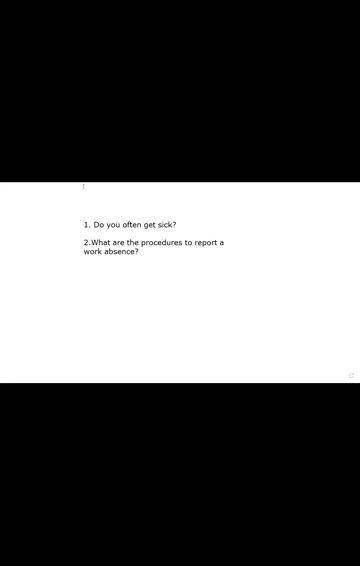 1. Do you often get sick?
2.What are the procedures to report a
work absence?